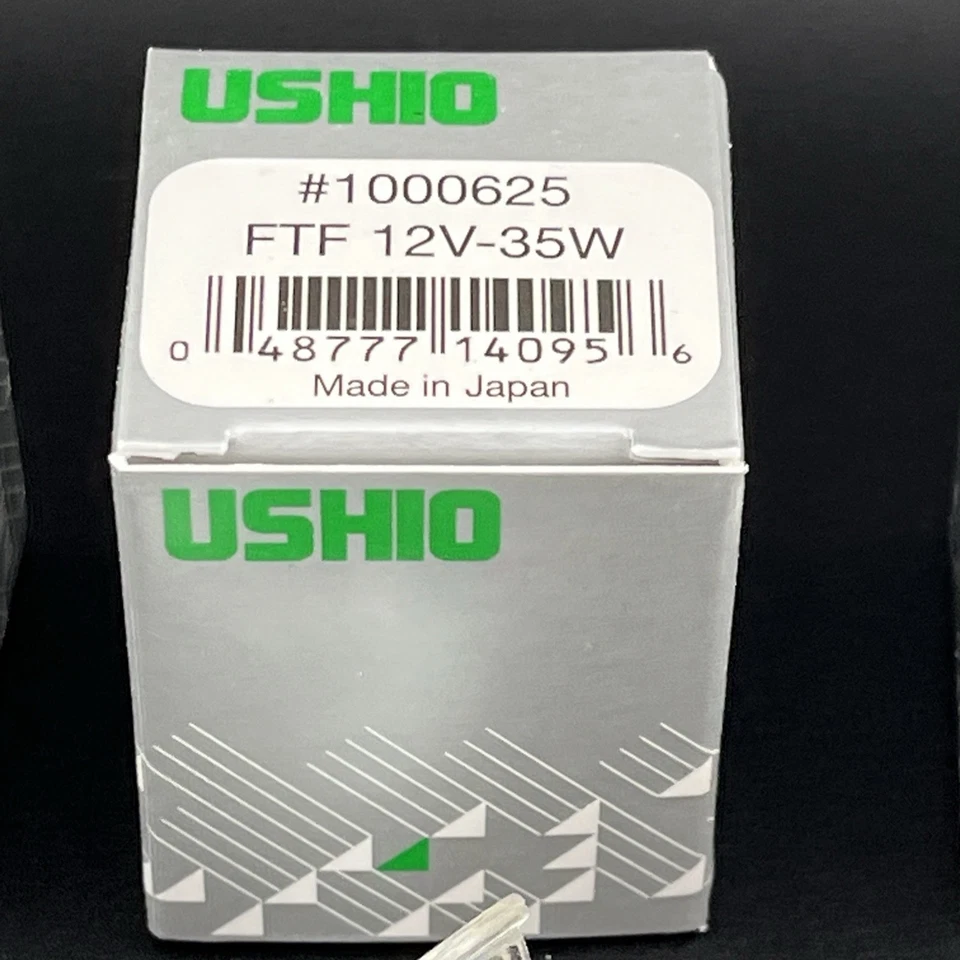 USHIO
#1000625
FTF 12V-35W
0 48777 14095 6
Made in Japan
USHIO